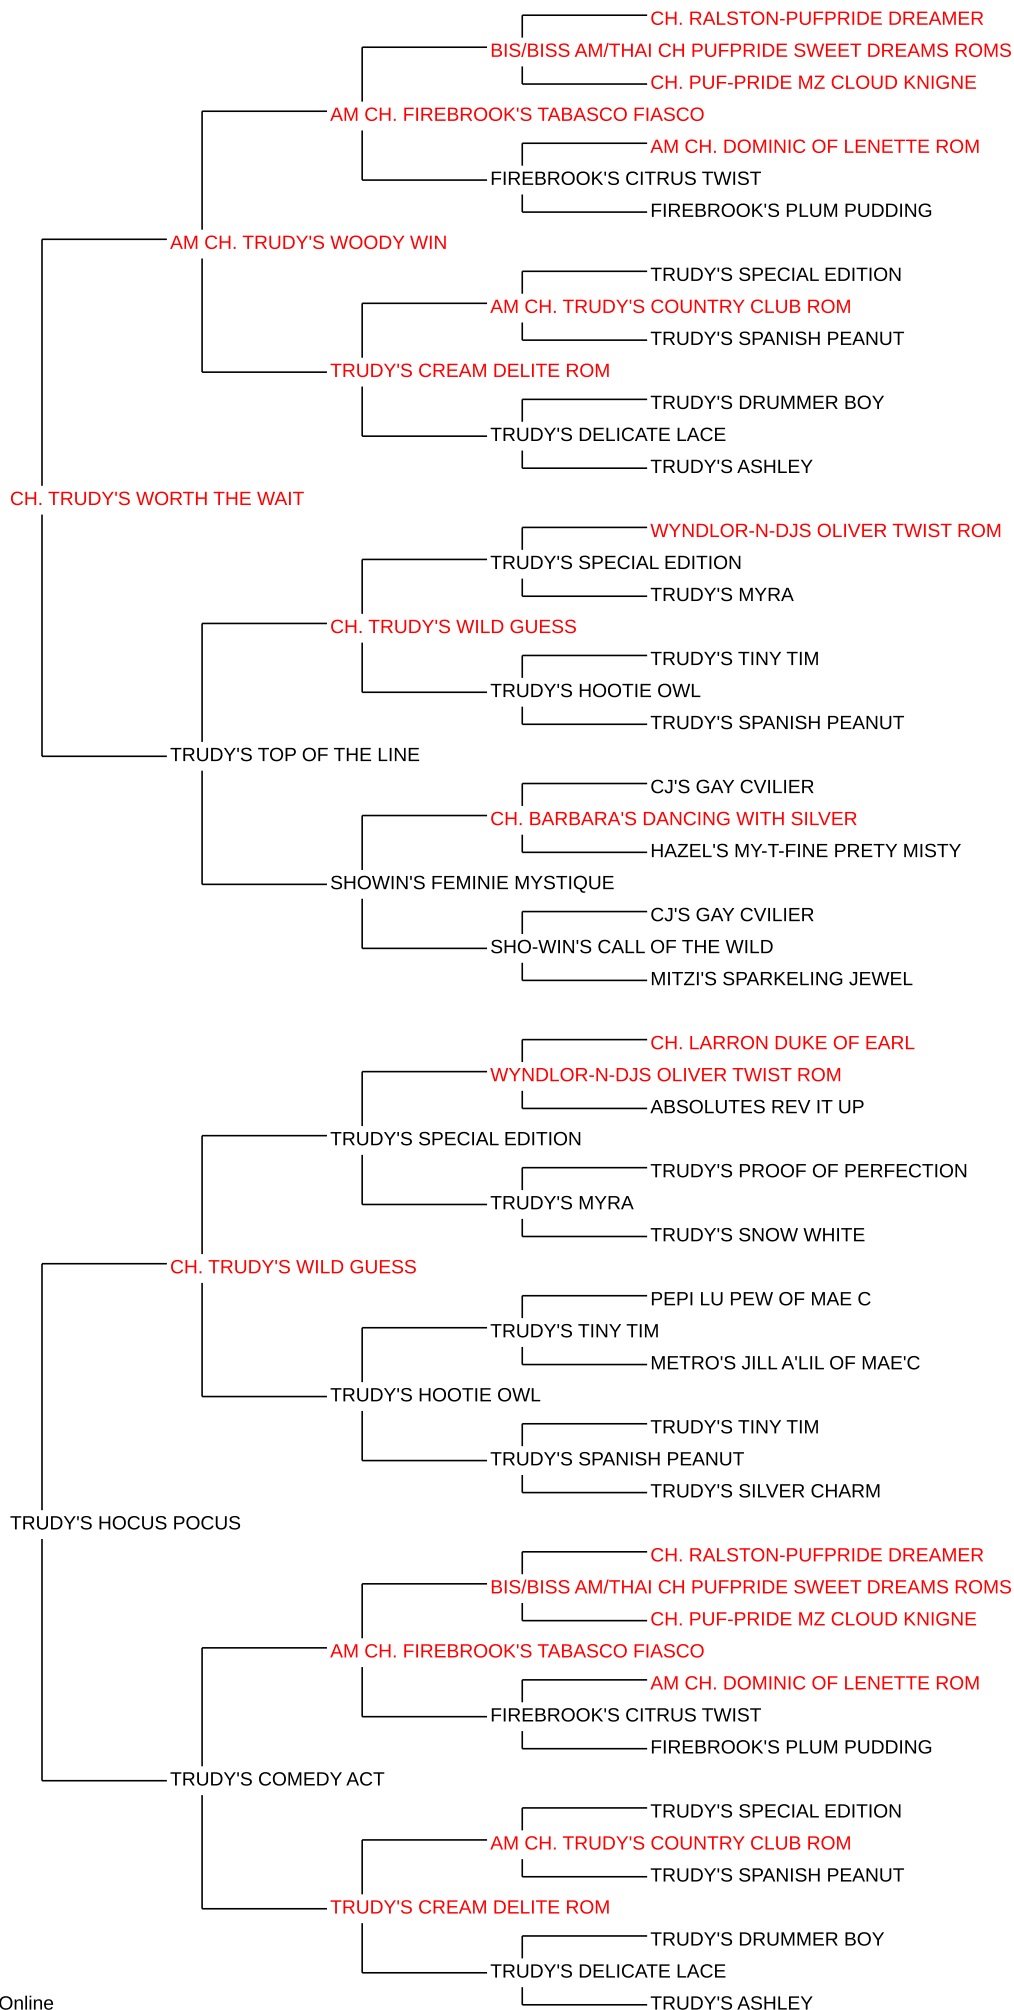 CH. RALSTON-PUFPRIDE DREAMER
BIS/BISS AM/THAI CH PUFPRIDE SWEET DREAMS ROMS
CH. PUF-PRIDE MZ CLOUD KNIGNE
AM CH. FIREBROOK'S TABASCO FIASCO
AM CH. DOMINIC OF LENETTE ROM
FIREBROOK'S CITRUS TWIST
FIREBROOK'S PLUM PUDDING
AM CH. TRUDY'S WOODY WIN
TRUDY'S SPECIAL EDITION
AM CH. TRUDY'S COUNTRY CLUB ROM
TRUDY'S SPANISH PEANUT
TRUDY'S CREAM DELITE ROM
TRUDY'S DRUMMER BOY
TRUDY'S DELICATE LACE
TRUDY'S ASHLEY
CH. TRUDY'S WORTH THE WAIT
WYNDLOR-N-DJS OLIVER TWIST ROM
TRUDY'S SPECIAL EDITION
TRUDY'S MYRA
CH. TRUDY'S WILD GUESS
TRUDY'S TINY TIM
TRUDY'S HOOTIE OWL
TRUDY'S SPANISH PEANUT
TRUDY'S TOP OF THE LINE
CJ'S GAY CVILIER
CH. BARBARA'S DANCING WITH SILVER
HAZEL'S MY-T-FINE PRETY MISTY
SHOWIN'S FEMINIE MYSTIQUE
CJ'S GAY CVILIER
SHO-WIN'S CALL OF THE WILD
MITZI'S SPARKELING JEWEL
CH. LARRON DUKE OF EARL
WYNDLOR-N-DJS OLIVER TWIST ROM
ABSOLUTES REV IT UP
TRUDY'S SPECIAL EDITION
TRUDY'S PROOF OF PERFECTION
TRUDY'S MYRA
TRUDY'S SNOW WHITE
CH. TRUDY'S WILD GUESS
PEPI LU PEW OF MAE C
TRUDY'S TINY TIM
METRO'S JILL A'LIL OF MAE'C
TRUDY'S HOOTIE OWL
TRUDY'S TINY TIM
TRUDY'S SPANISH PEANUT
TRUDY'S SILVER CHARM
TRUDY'S HOCUS POCUS
CH. RALSTON-PUFPRIDE DREAMER
BIS/BISS AM/THAI CH PUFPRIDE SWEET DREAMS ROMS
CH. PUF-PRIDE MZ CLOUD KNIGNE
AM CH. FIREBROOK'S TABASCO FIASCO
AM CH. DOMINIC OF LENETTE ROM
FIREBROOK'S CITRUS TWIST
FIREBROOK'S PLUM PUDDING
TRUDY'S COMEDY ACT
TRUDY'S SPECIAL EDITION
AM CH. TRUDY'S COUNTRY CLUB ROM
TRUDY'S SPANISH PEANUT
TRUDY'S CREAM DELITE ROM
TRUDY'S DRUMMER BOY
TRUDY'S DELICATE LACE
TRUDY'S ASHLEY
Online